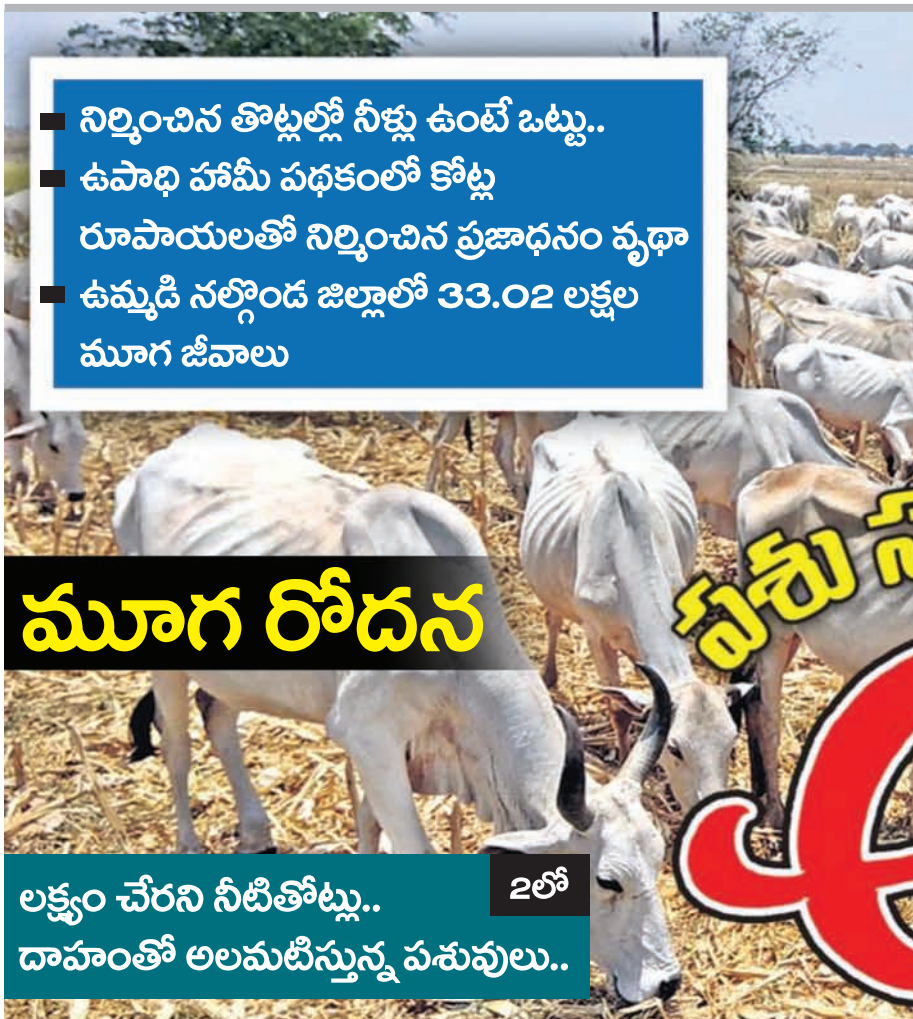 నిర్మించిన తొట్లల్లో నీళ్లు ఉంటే ఒట్టు..
ఉపాధి హామీ పథకంలో కోట్ల
రూపాయలతో నిర్మించిన ప్రజాధనం వృథా
ఉమ్మడి నల్గొండ జిల్లాలో 33.02 లక్షల
మూగ జీవాలు
మూగ రోదన
పశు
లక్ష్యం చేరని నీటితోట్లు..
2లో
దాహంతో అలమటిస్తున్న పశువులు..